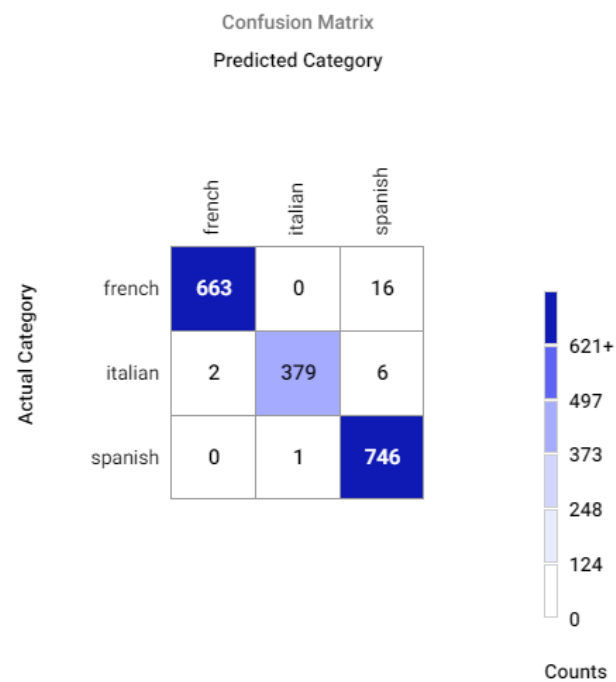 Confusion Matrix
Predicted Category
french italian spanish
Actual Category
french 663 0 16
italian 2 379 6
spanish 0 1 746
621+
497
373
248
124
0
Counts